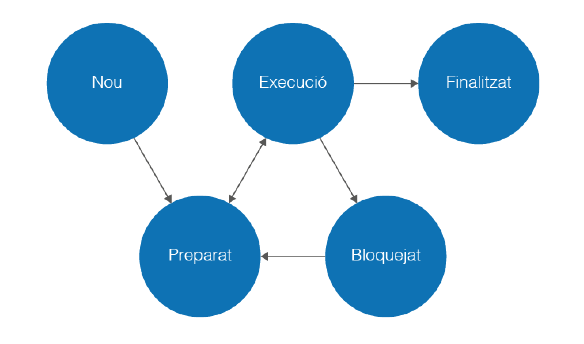 Nou
Execució
Finalitzat
Preparat
Bloquejat